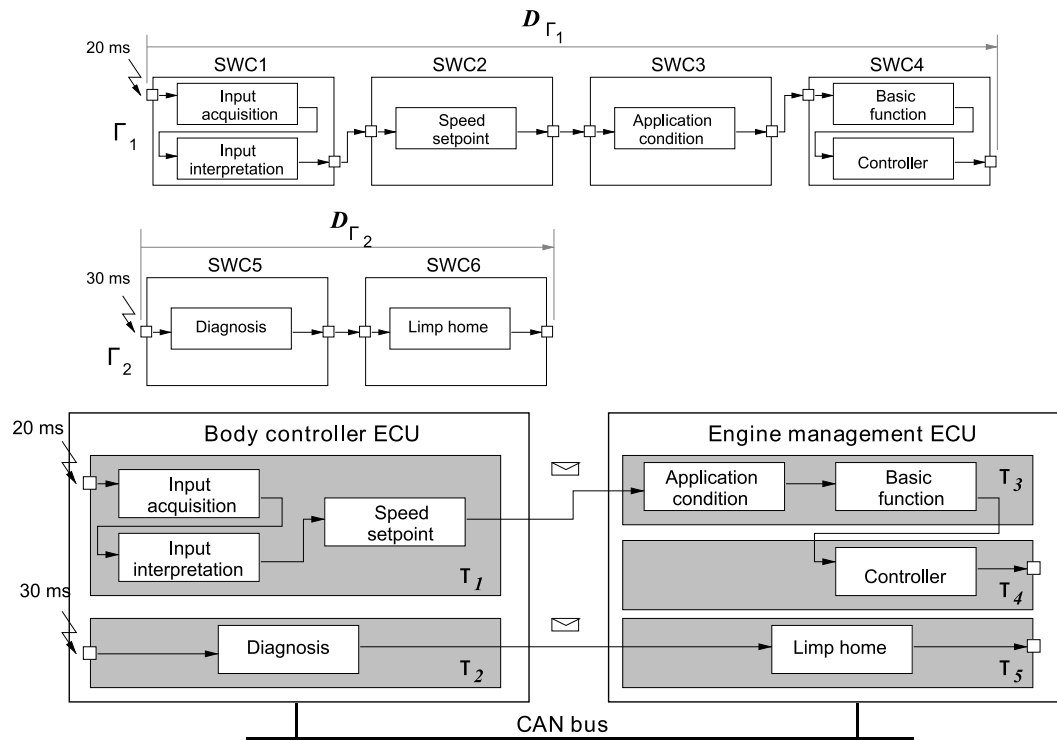 D Γ1
20 ms
SWC1 SWC2 SWC3 SWC4
Γ1
Input
acquisition
Input
interpretation
Speed
setpoint
Application
condition
Basic
function
Controller
D Γ2
30 ms
SWC5 SWC6
Γ2
Diagnosis
Limp home
20 ms
Body controller ECU
Input
acquisition
Input
interpretation
Speed
setpoint
T1
30 ms
Diagnosis
T2
Engine management ECU
Application
condition
Basic
function
T3
Controller
T4
Limp home
T5
CAN bus